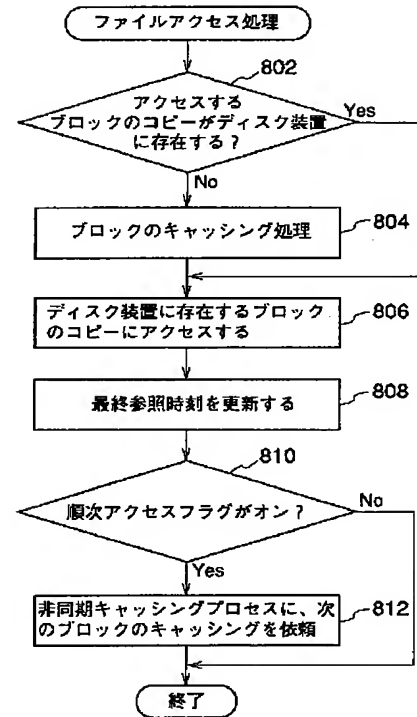 ファイルアクセス処理
802
アクセスする
ブロックのコピーがディスク装置
に存在する？
Yes
No
ブロックのキャッシング処理
804
ディスク装置に存在するブロック
のコピーにアクセスする
806
最終参照時刻を更新する
808
810
順次アクセスフラグがオン？
No
Yes
非同期キャッシングプロセスに、次
のブロックのキャッシングを依頼
812
終了